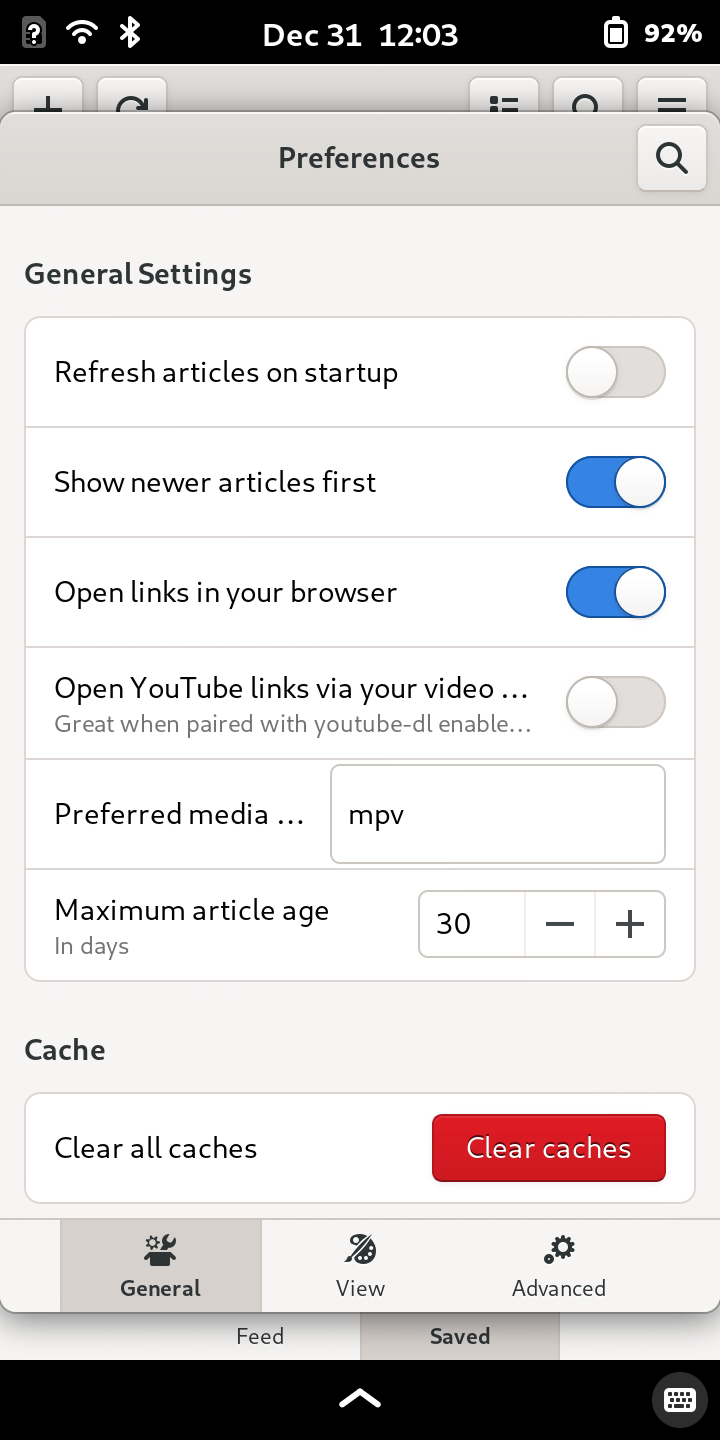 Dec 31 12:03
92%
Preferences
General Settings
Refresh articles on startup
Show newer articles first
Open links in your browser
Open YouTube links via your video ...
Great when paired with youtube-dl enable...
Preferred media ...
mpv
Maximum article age
In days
30
Cache
Clear all caches
Clear caches
General
View
Advanced
Feed
Saved